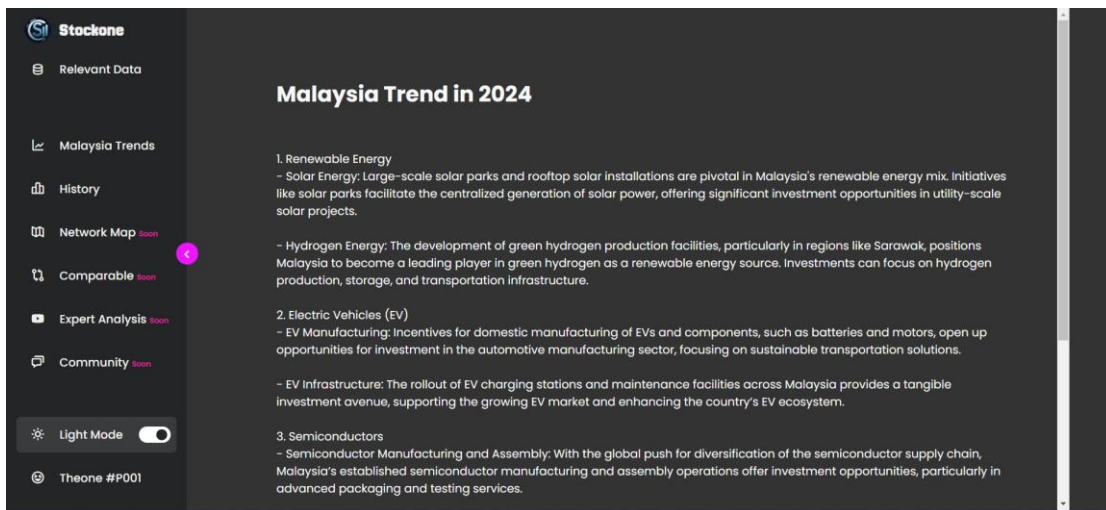 Stockone
Relevant Data
Malaysia Trends
History
Network Map Soon
Comparable Soon
Expert Analysis Soon
Community Soon
Light Mode
Theone #P001
Malaysia Trend in 2024
1. Renewable Energy
- Solar Energy: Large-scale solar parks and rooftop solar installations are pivotal in Malaysia's renewable energy mix. Initiatives
like solar parks facilitate the centralized generation of solar power, offering significant investment opportunities in utility-scale
solar projects.
- Hydrogen Energy: The development of green hydrogen production facilities, particularly in regions like Sarawak, positions
Malaysia to become a leading player in green hydrogen as a renewable energy source. Investments can focus on hydrogen
production, storage, and transportation infrastructure.
2. Electric Vehicles (EV)
- EV Manufacturing: Incentives for domestic manufacturing of EVs and components, such as batteries and motors, open up
opportunities for investment in the automotive manufacturing sector, focusing on sustainable transportation solutions.
- EV Infrastructure: The rollout of EV charging stations and maintenance facilities across Malaysia provides a tangible
investment avenue, supporting the growing EV market and enhancing the country's EV ecosystem.
3. Semiconductors
- Semiconductor Manufacturing and Assembly: With the global push for diversification of the semiconductor supply chain,
Malaysia's established semiconductor manufacturing and assembly operations offer investment opportunities, particularly in
advanced packaging and testing services.